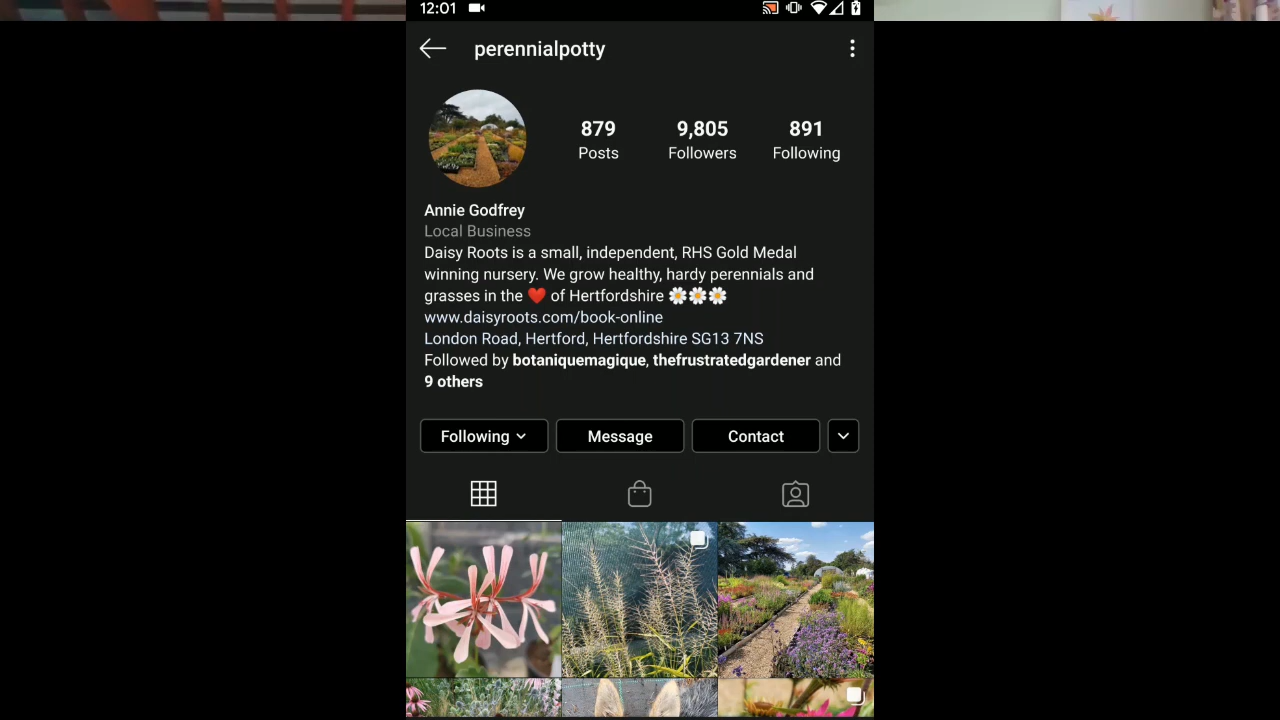 12:01
perennialpotty
879
9,805
891
Posts
Followers
Following
Annie Godfrey
Local Business
Daisy Roots is a small, independent, RHS Gold Medal
winning nursery. We grow healthy, hardy perennials and
grasses in the ❤️ of Hertfordshire 🌼🌼🌼
www.daisyroots.com/book-online
London Road, Hertford, Hertfordshire SG13 7NS
Followed by botaniquemagique, thefrustratedgardener and
9 others
Following
Message
Contact